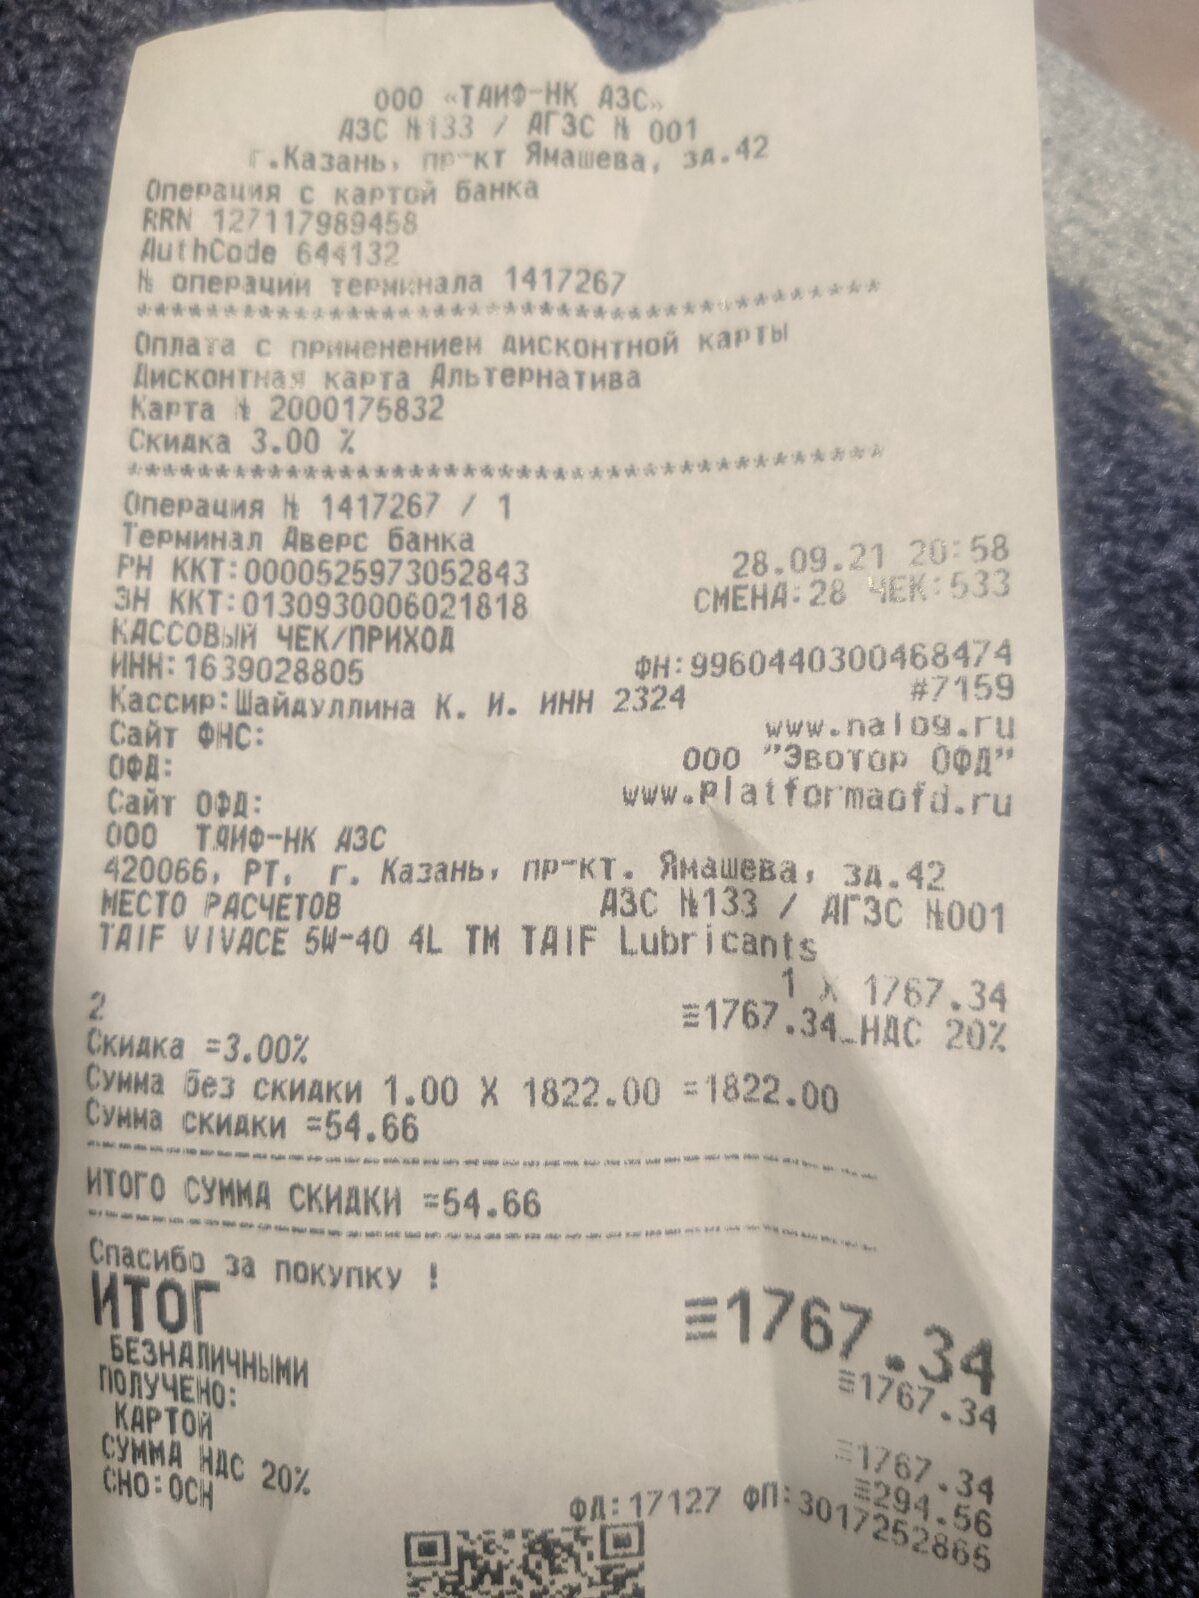 ООО «ТАИФ-НК АЗС»
АЗС №133 / АГЗС № 001
г.Казань, пр-кт Ямашева, зд.42
Операция с картой банка
RRN 127117989458
AuthCode 644132
№ операции терминала 1417267
****************************************
Оплата с применением дисконтной карты
Дисконтная карта Альтернатива
Карта № 2000175832
Скидка 3.00 %
****************************************
Операция № 1417267 / 1
Терминал Аверс банка
РН ККТ:0000525973052843 28.09.21 20:58
ЗН ККТ:01309300060​21818 СМЕНА:28 ЧЕК:533
КАССОВЫЙ ЧЕК/ПРИХОД
ИНН:1639028805 ФН:9960440300468474
Кассир:Шайдуллина К. И. ИНН 2324 #7159
Сайт ФНС: www.nalog.ru
ОФД: ООО "Эвотор ОФД"
Сайт ОФД: www.platformaofd.ru
ООО ТАИФ-НК АЗС
420066, РТ, г. Казань, пр-кт. Ямашева, зд.42
МЕСТО РАСЧЕТОВ АЗС №133 / АГЗС №001
TAIF VIVACE 5W-40 4L TM TAIF Lubricants
1 X 1767.34
2 ≡1767.34_НДС 20%
Скидка =3.00%
Сумма без скидки 1.00 X 1822.00 =1822.00
Сумма скидки =54.66
ИТОГО СУММА СКИДКИ =54.66
Спасибо за покупку !
ИТОГ ≡1767.34
БЕЗНАЛИЧНЫМИ ≡1767.34
ПОЛУЧЕНО:
КАРТОЙ ≡1767.34
СУММА НДС 20% ≡294.56
СНО:ОСН ФД:17127 ФП:3017252865